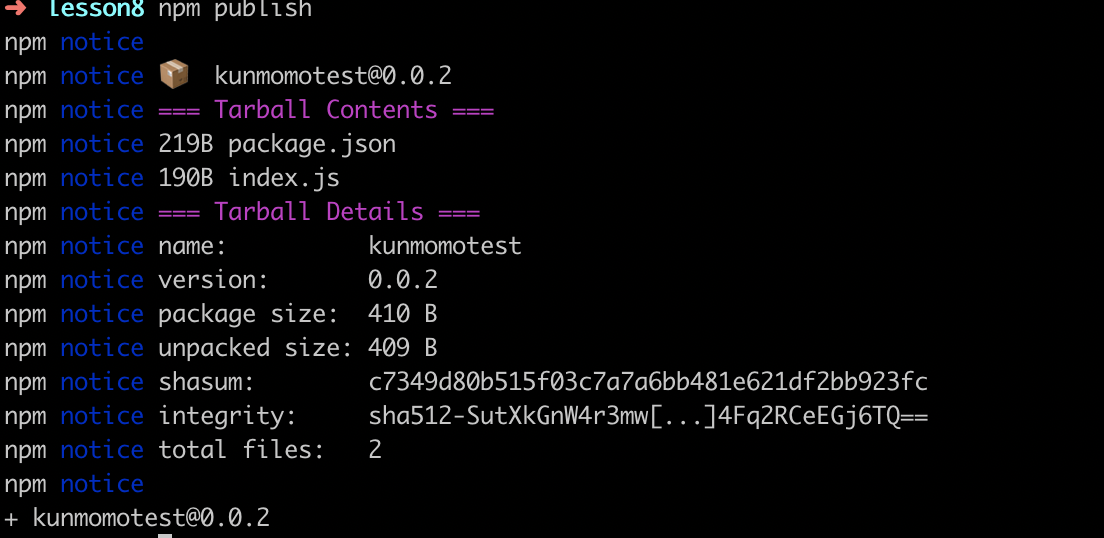 ➜ lesson8 npm publish
npm notice
npm notice 📦 kunmomotest@0.0.2
npm notice === Tarball Contents ===
npm notice 219B package.json
npm notice 190B index.js
npm notice === Tarball Details ===
npm notice name: kunmomotest
npm notice version: 0.0.2
npm notice package size: 410 B
npm notice unpacked size: 409 B
npm notice shasum: c7349d80b515f03c7a7a6bb481e621df2bb923fc
npm notice integrity: sha512-SutXkGnW4r3mw[...]4Fq2RCeEGj6TQ==
npm notice total files: 2
npm notice
+ kunmomotest@0.0.2